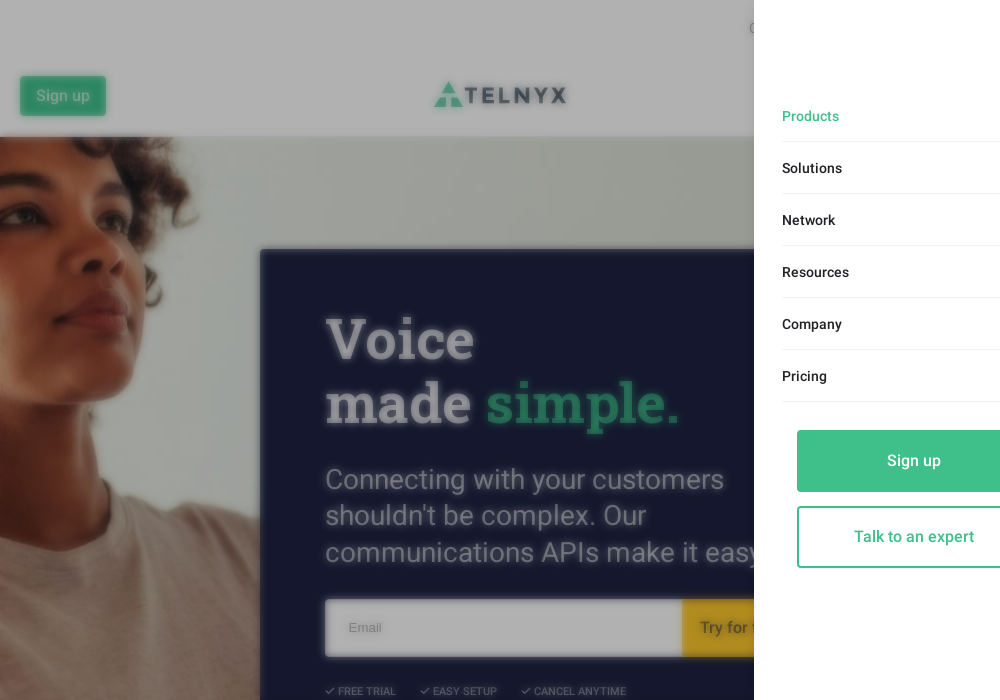 Sign up
TELNYX
Voice
made simple.
Connecting with your customers
shouldn't be complex. Our
communications APIs make it easy
Email
Try for
FREE TRIAL
EASY SETUP
CANCEL ANYTIME
Products
Solutions
Network
Resources
Company
Pricing
Sign up
Talk to an expert